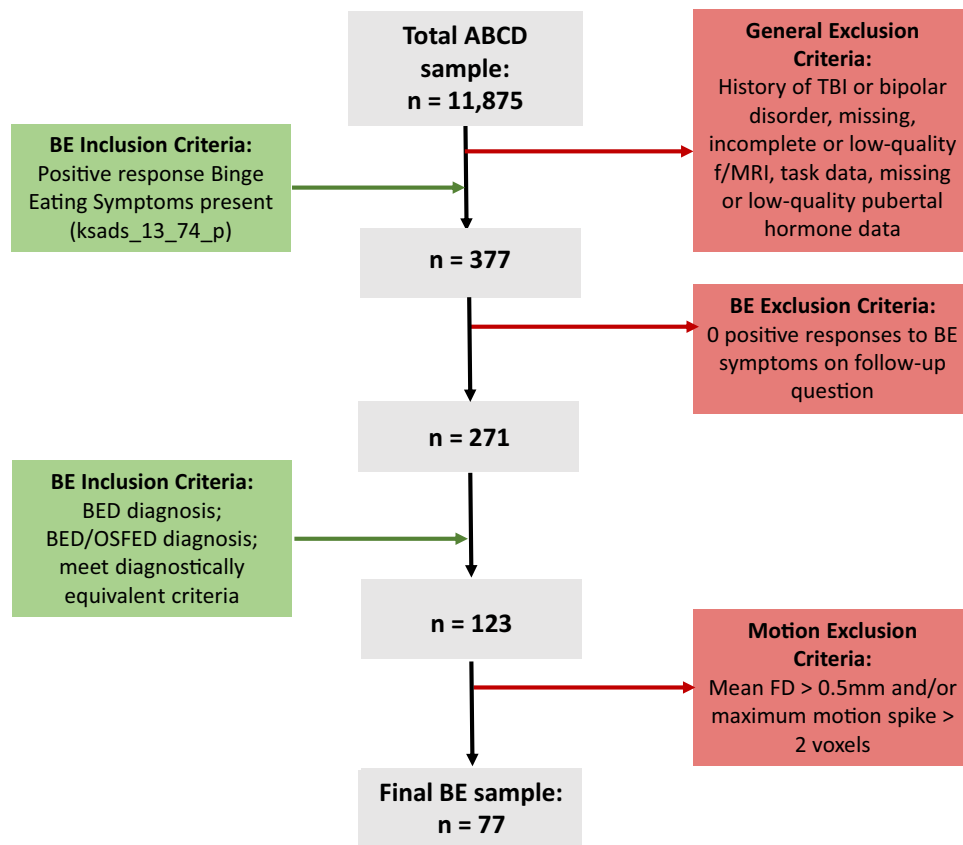 Total ABCD
sample:
n = 11,875
General Exclusion
Criteria:
History of TBI or bipolar
disorder, missing,
incomplete or low-quality
f/MRI, task data, missing
or low-quality pubertal
hormone data
BE Inclusion Criteria:
Positive response Binge
Eating Symptoms present
(ksads_13_74_p)
n = 377
BE Exclusion Criteria:
0 positive responses to BE
symptoms on follow-up
question
n = 271
BE Inclusion Criteria:
BED diagnosis;
BED/OSFED diagnosis;
meet diagnostically
equivalent criteria
n = 123
Motion Exclusion
Criteria:
Mean FD > 0.5mm and/or
maximum motion spike >
2 voxels
Final BE sample:
n = 77